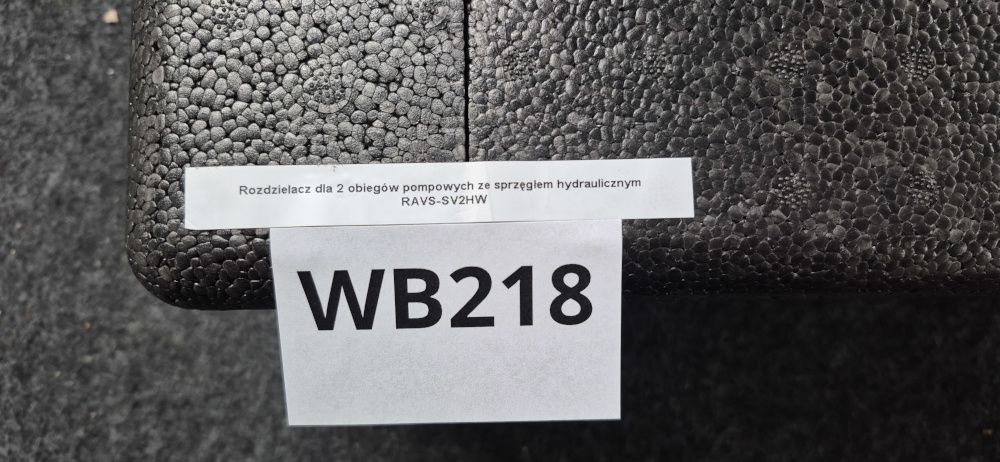 Rozdzielacz dla 2 obiegów pompowych ze sprzęgłem hydraulicznym
RAVS-SV2HW
WB218